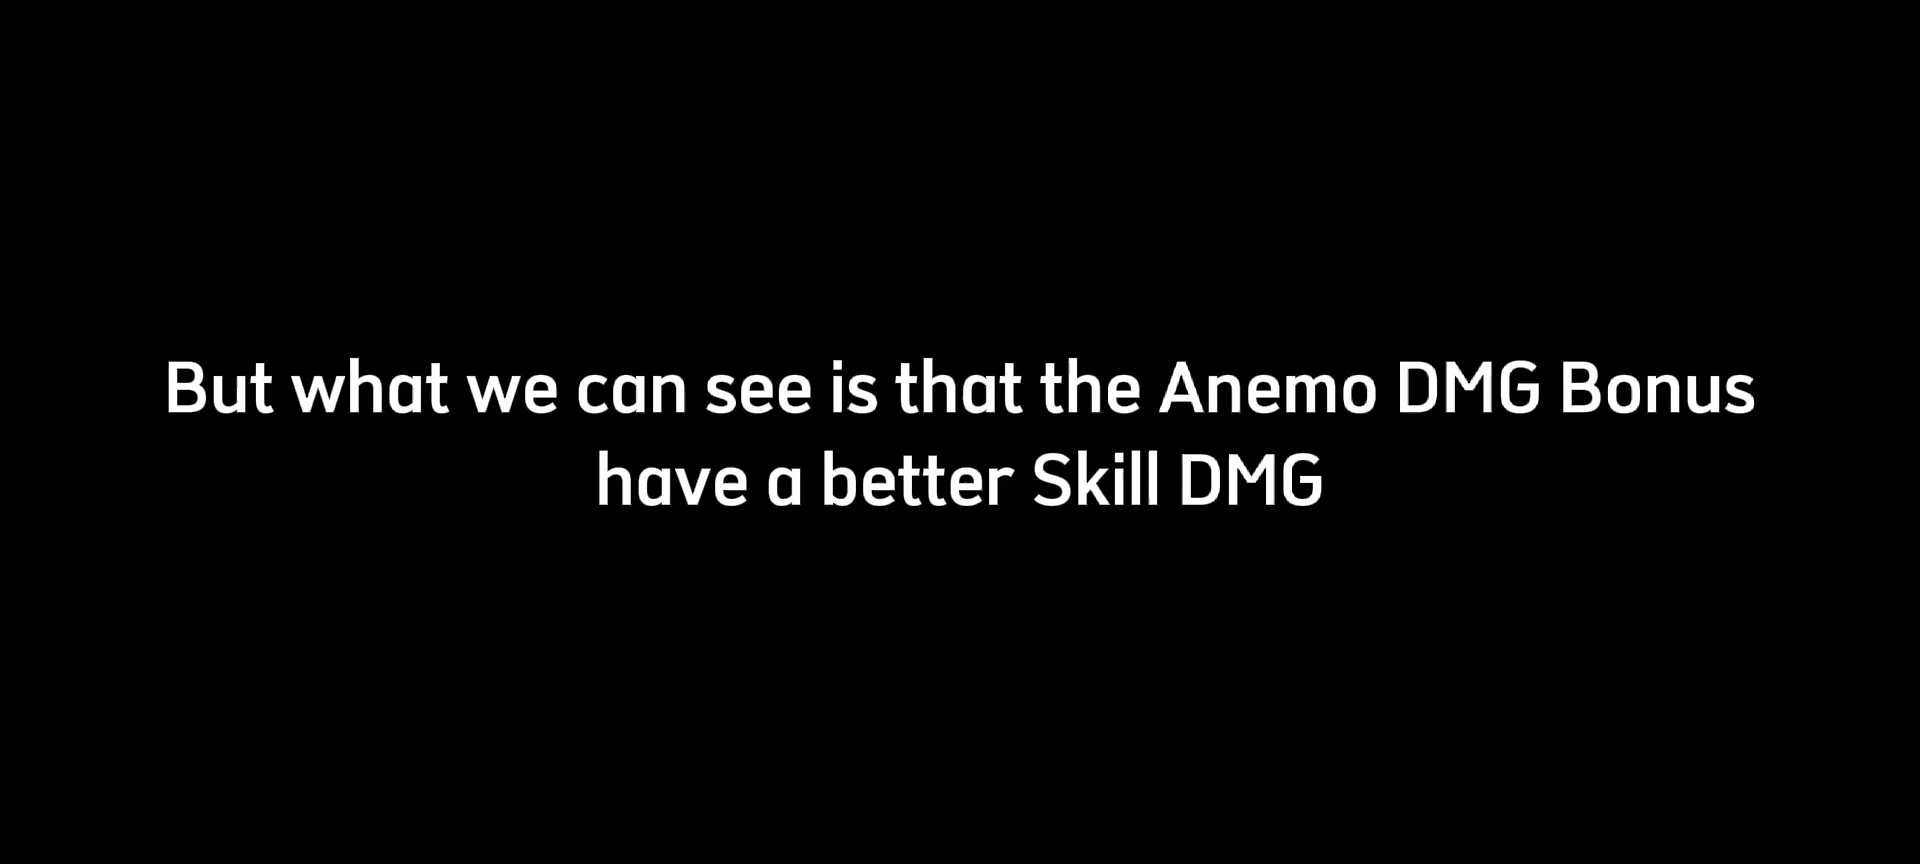 But what we can see is that the Anemo DMG Bonus
have a better Skill DMG